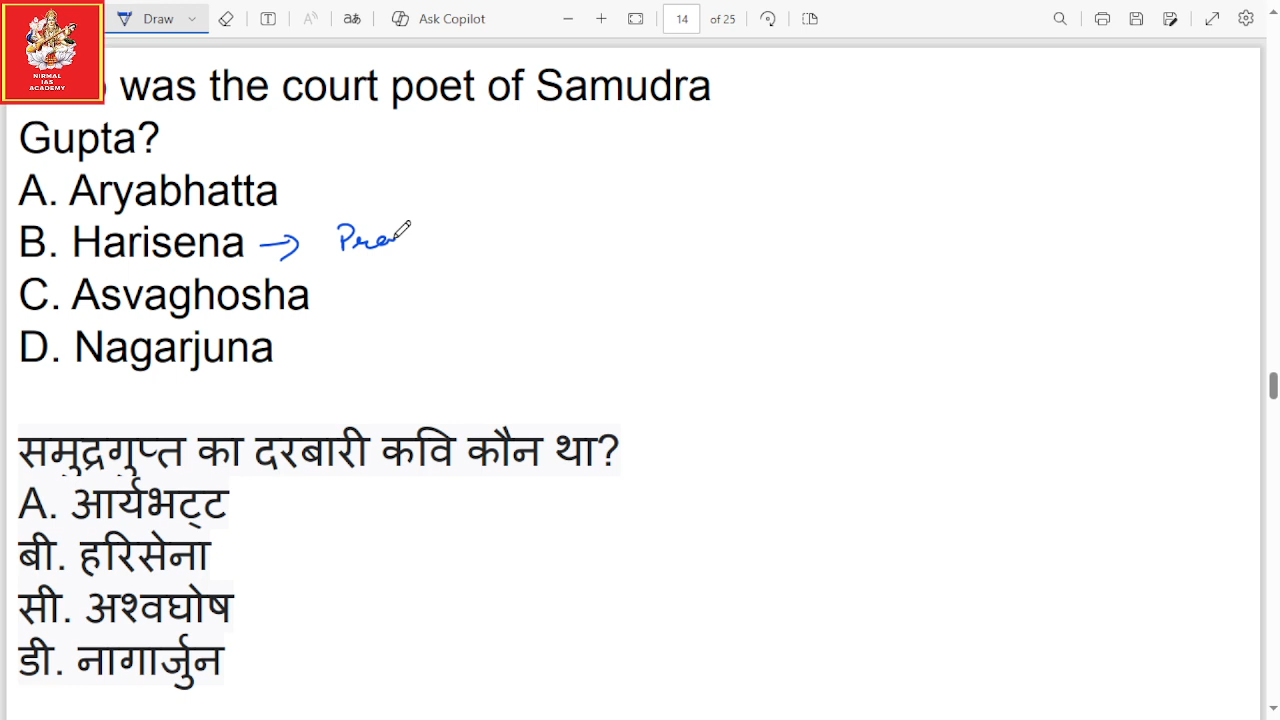 Draw
Ask Copilot
14 of 25
NIRMAL
IAS
ACADEMY
was the court poet of Samudra
Gupta?
A. Aryabhatta
B. Harisena → Pra
C. Asvaghosha
D. Nagarjuna
समुद्रगुप्त का दरबारी कवि कौन था?
A. आर्यभट्ट
बी. हरिसेना
सी. अश्वघोष
डी. नागार्जुन